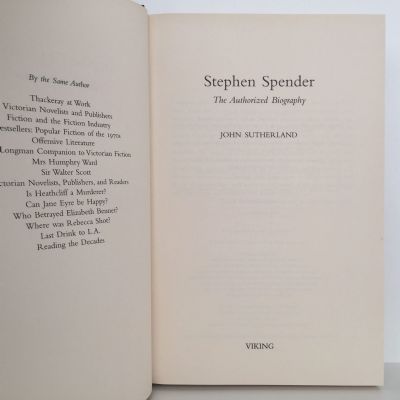 By the Same Author
Thackeray at Work
Victorian Novelists and Publishers
Fiction and the Fiction Industry
estsellers: Popular Fiction of the 1970s
Offensive Literature
Longman Companion to Victorian Fiction
Mrs Humphry Ward
Sir Walter Scott
ictorian Novelists, Publishers, and Readers
Is Heathcliff a Murderer?
Can Jane Eyre be Happy?
Who Betrayed Elizabeth Bennet?
Where was Rebecca Shot?
Last Drink to L.A.
Reading the Decades
Stephen Spender
The Authorized Biography
JOHN SUTHERLAND
VIKING